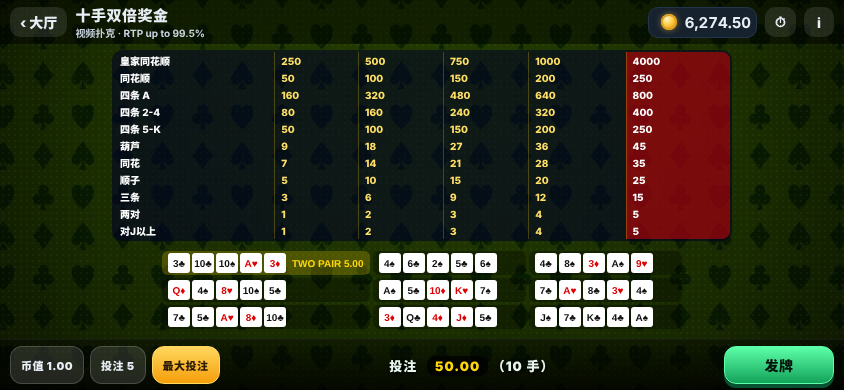 ‹ 大厅
十手双倍奖金
视频扑克 · RTP up to 99.5%
6,274.50
i
皇家同花顺 250 500 750 1000 4000
同花顺 50 100 150 200 250
四条 A 160 320 480 640 800
四条 2-4 80 160 240 320 400
四条 5-K 50 100 150 200 250
葫芦 9 18 27 36 45
同花 7 14 21 28 35
顺子 5 10 15 20 25
三条 3 6 9 12 15
两对 1 2 3 4 5
对J以上 1 2 3 4 5
3♣ 10♣ 10♠ A♥ 3♦ TWO PAIR 5.00 4♠ 6♣ 2♠ 5♣ 6♠ 4♣ 8♠ 3♦ A♠ 9♥
Q♦ 4♠ 8♥ 10♠ 5♣ A♠ 5♣ 10♦ K♥ 7♠ 7♣ A♥ 8♣ 3♥ 4♠
7♣ 5♣ A♥ 8♦ 10♣ 3♦ Q♣ 4♦ J♦ 5♣ J♠ 7♣ K♠ 4♣ A♠
币值 1.00 投注 5 最大投注 投注 50.00 （10 手） 发牌